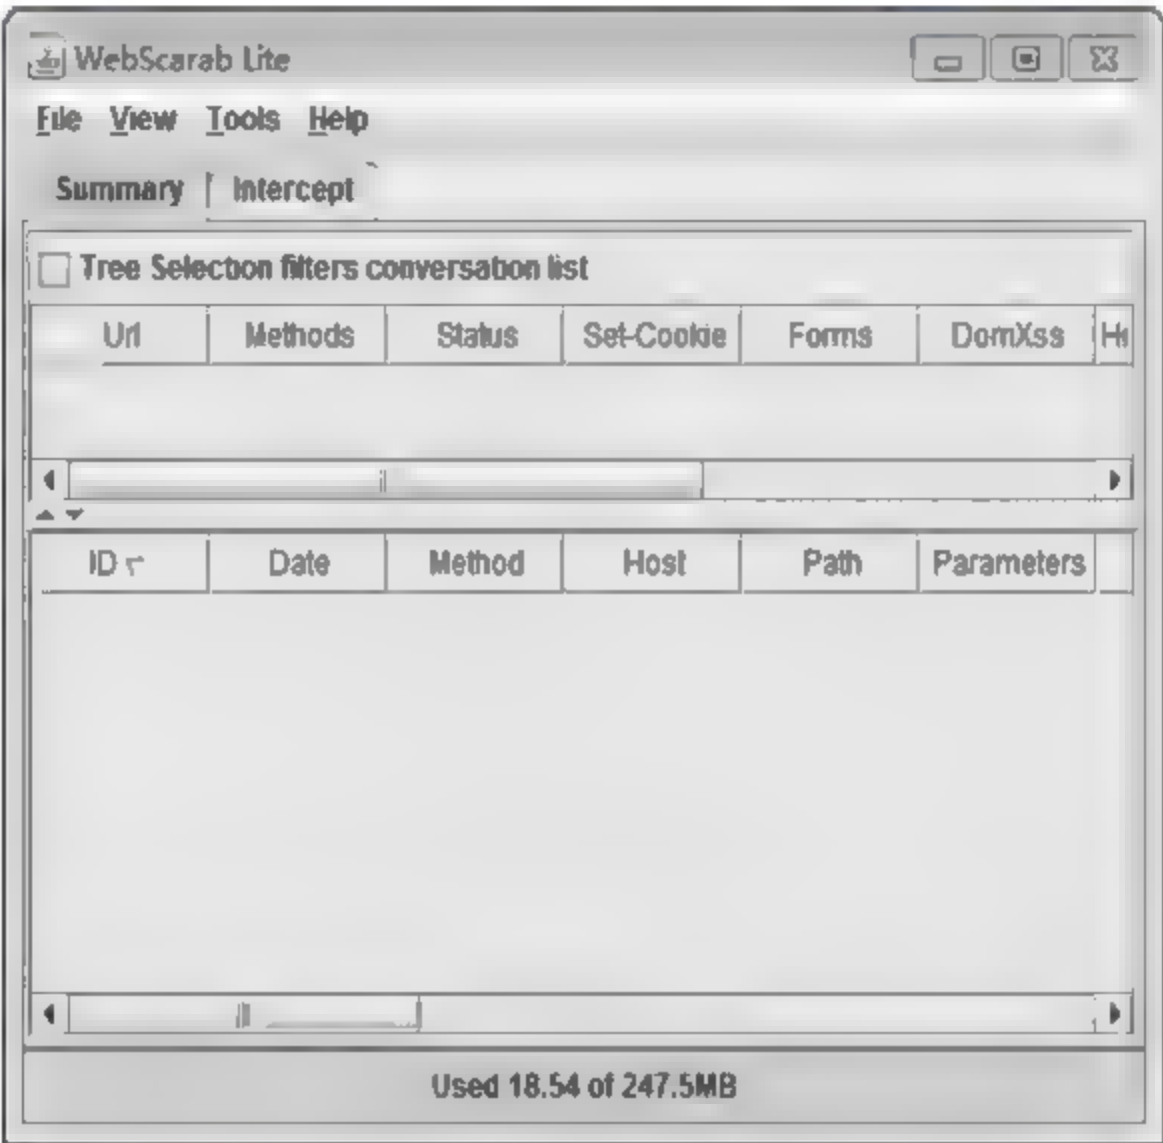 WebScarab Lite
File View Tools Help
Summary Intercept
Tree Selection filters conversation list
Url Methods Status Set-Cookie Forms DomXss
ID Date Method Host Path Parameters
Used 18.54 of 247.5MB